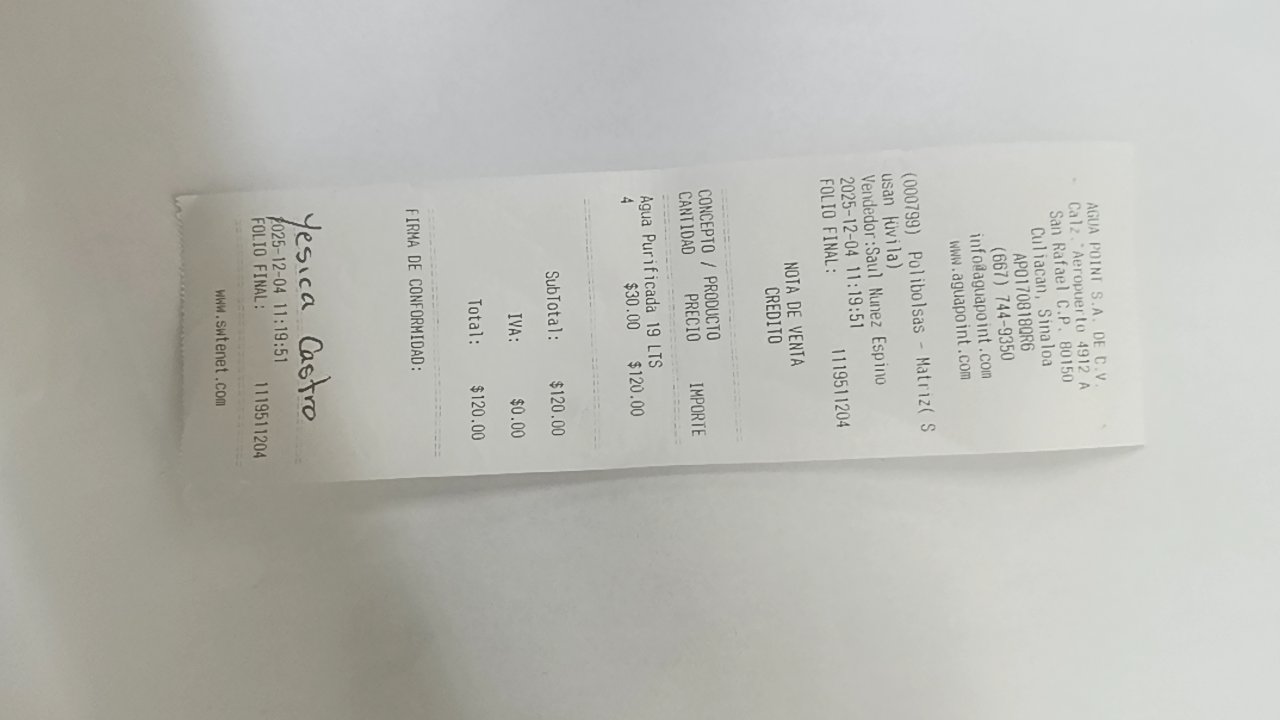 AGUA POINT S.A. DE C.V.
Calz. Aeropuerto 4912 A
San Rafael C.P. 80150
Culiacan, Sinaloa
APO170818QR6
(667) 744-9350
info@aguapoint.com
www.aguapoint.com
(000799) Polibolsas - Matriz( S
usan Rivila)
Vendedor:Saul Nunez Espino
2025-12-04 11:19:51
FOLIO FINAL: 1119511204
NOTA DE VENTA
CREDITO
CONCEPTO / PRODUCTO
CANTIDAD PRECIO IMPORTE
Agua Purificada 19 LTS
4 $30.00 $120.00
SubTotal: $120.00
IVA: $0.00
Total: $120.00
FIRMA DE CONFORMIDAD:
Yesica Castro
2025-12-04 11:19:51
FOLIO FINAL: 1119511204
www.swtenet.com